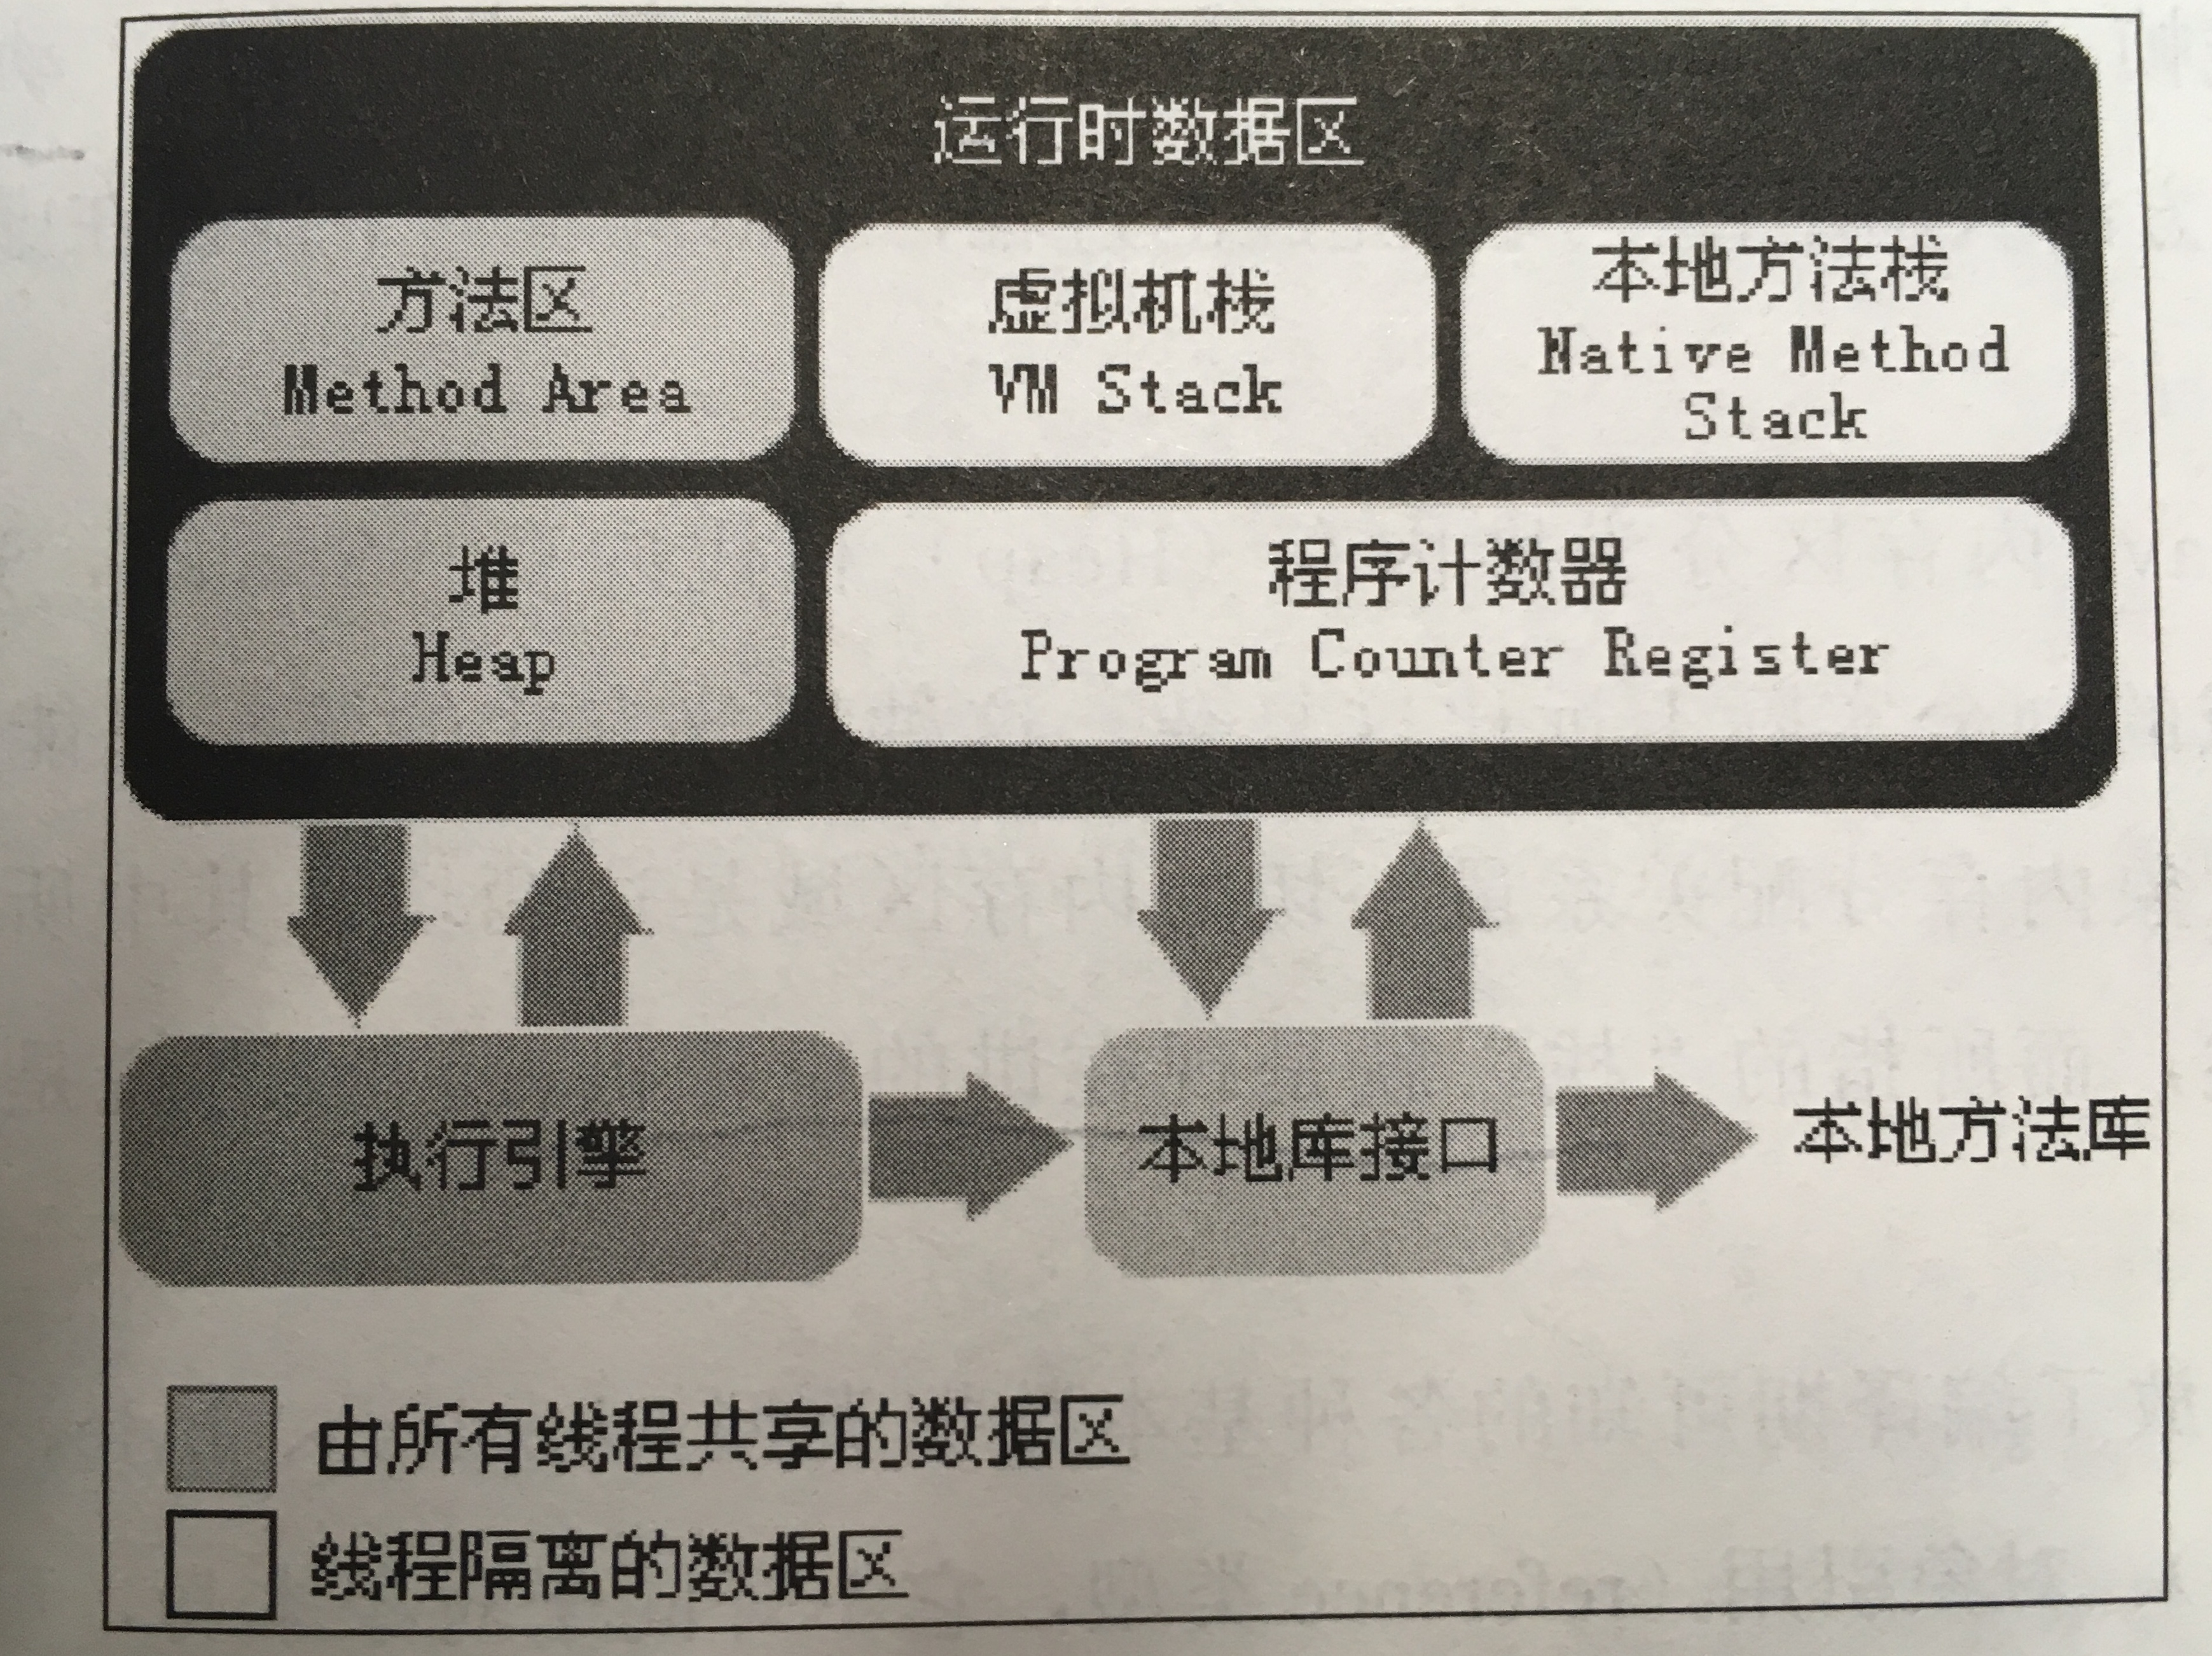 运行时数据区
方法区
Method Area
虚拟机栈
VM Stack
本地方法栈
Native Method
Stack
堆
Heap
程序计数器
Program Counter Register
执行引擎
本地库接口
本地方法库
由所有线程共享的数据区
线程隔离的数据区